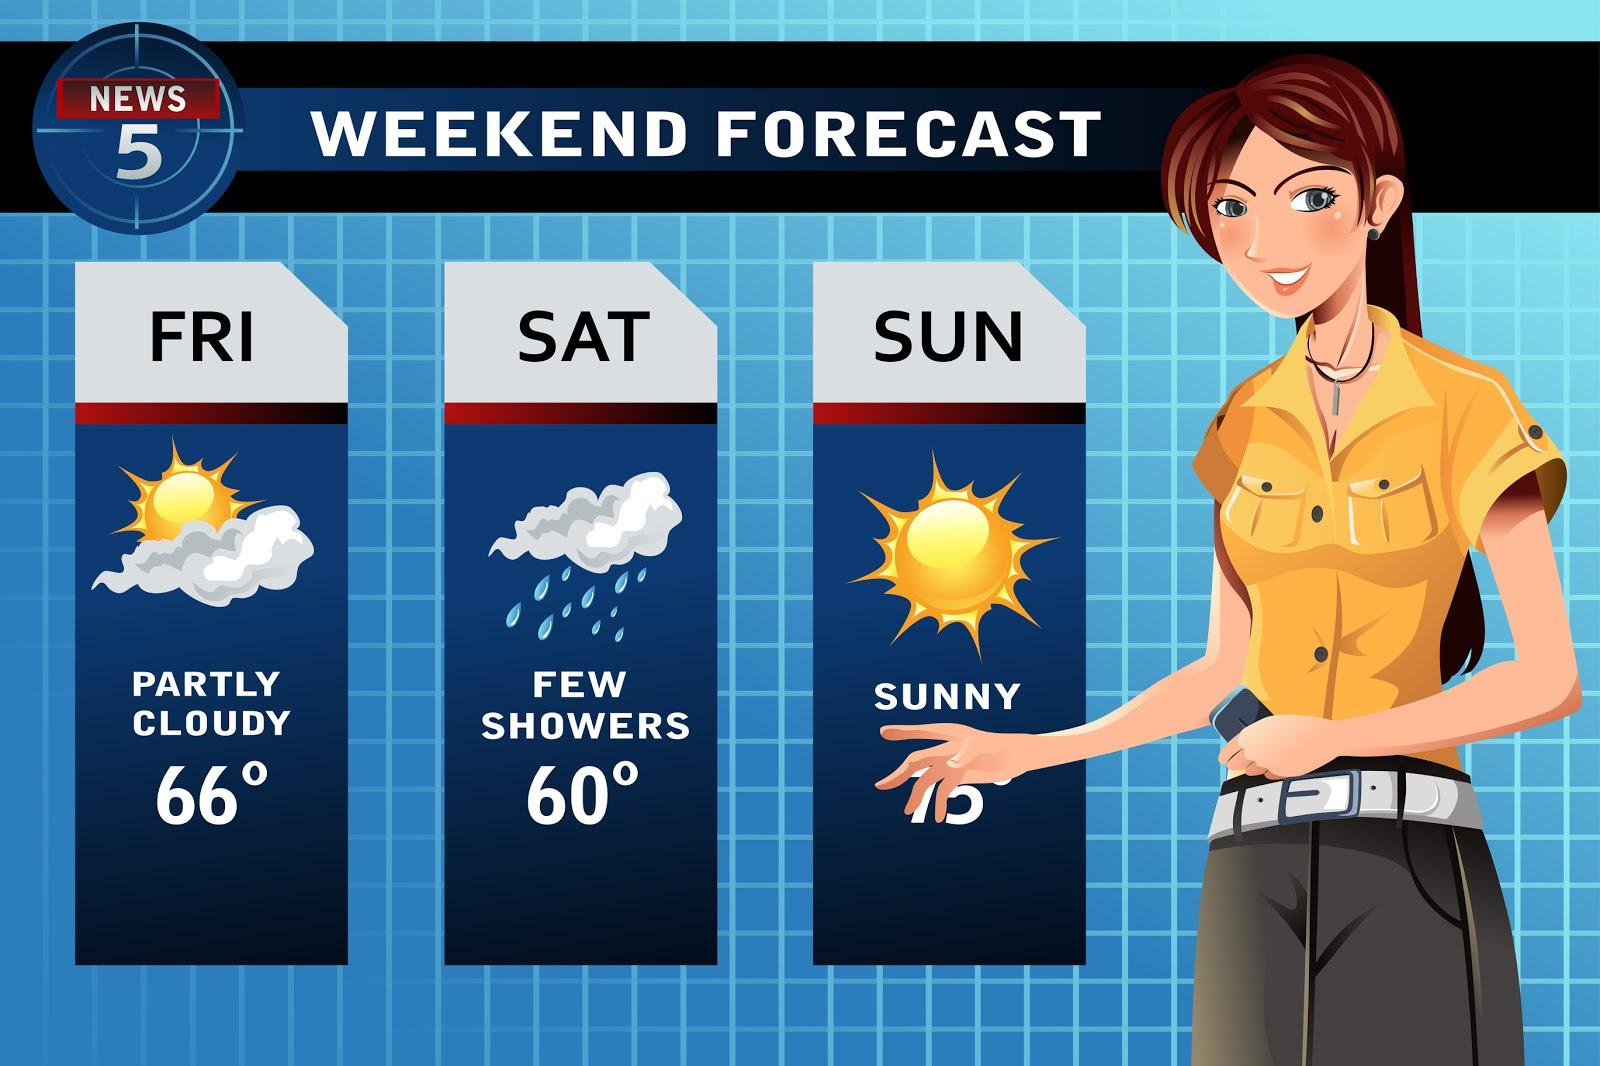 NEWS
5
WEEKEND FORECAST
FRI
PARTLY
CLOUDY
66°
SAT
FEW
SHOWERS
60°
SUN
SUNNY